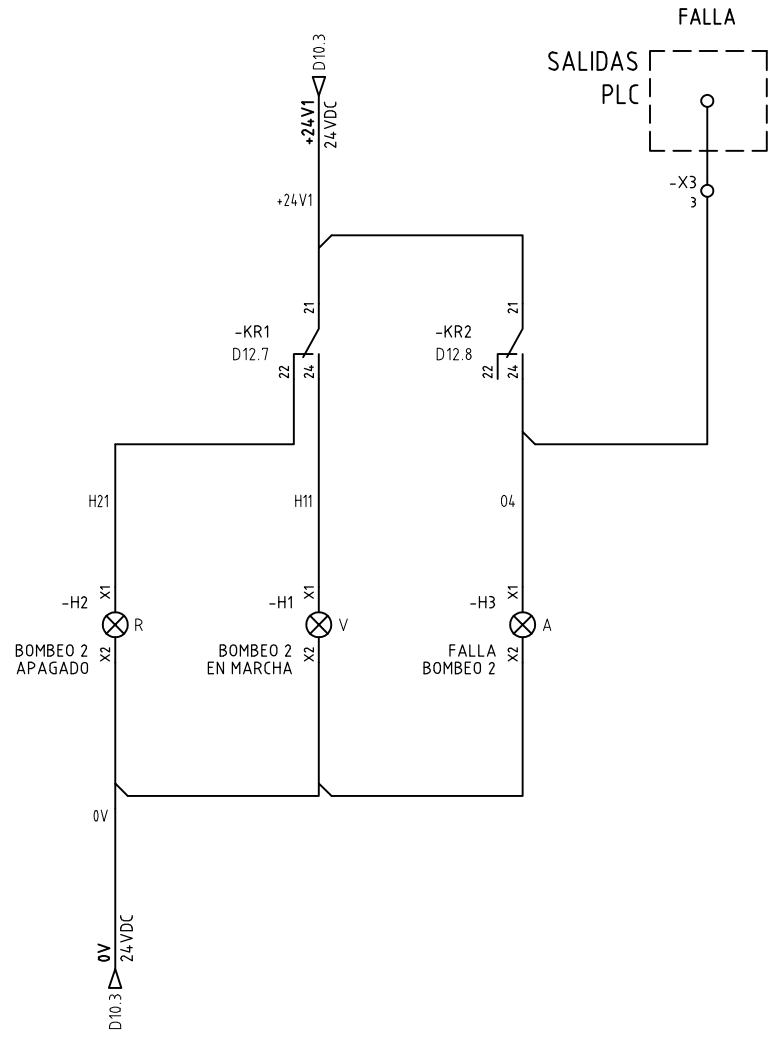 FALLA
SALIDAS
PLC
D10.3
+24V1
24VDC
-X3
3
+24V1
21
21
-KR1
D12.7
22
24
-KR2
D12.8
22
24
H21
H11
04
-H2
X1
R
X2
BOMBEO 2
APAGADO
-H1
X1
V
X2
BOMBEO 2
EN MARCHA
-H3
X1
A
X2
FALLA
BOMBEO 2
0V
0V
24VDC
D10.3